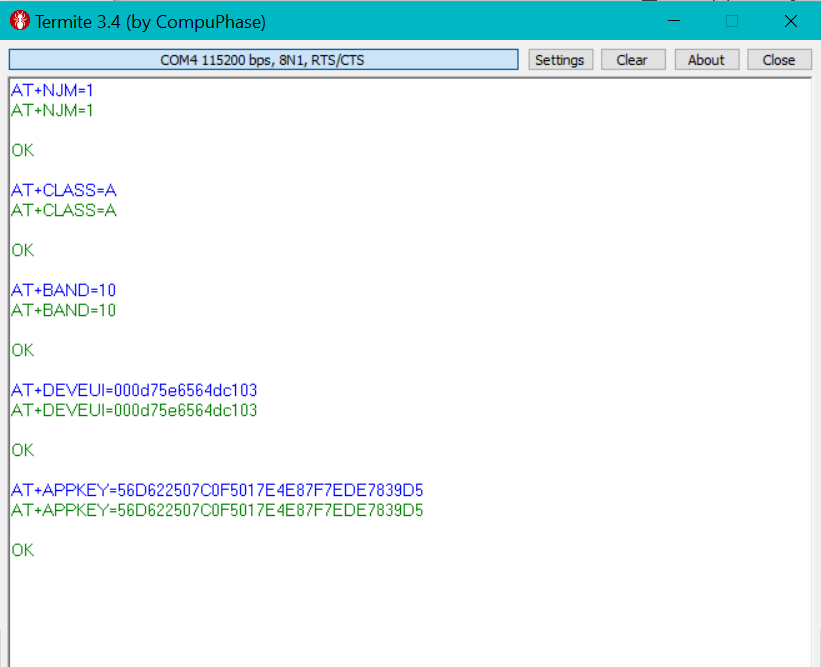 Termite 3.4 (by CompuPhase)
COM4 115200 bps, 8N1, RTS/CTS
Settings
Clear
About
Close
AT+NJM=1
AT+NJM=1
OK
AT+CLASS=A
AT+CLASS=A
OK
AT+BAND=10
AT+BAND=10
OK
AT+DEVEUI=000d75e6564dc103
AT+DEVEUI=000d75e6564dc103
OK
AT+APPKEY=56D622507C0F5017E4E87F7EDE7839D5
AT+APPKEY=56D622507C0F5017E4E87F7EDE7839D5
OK